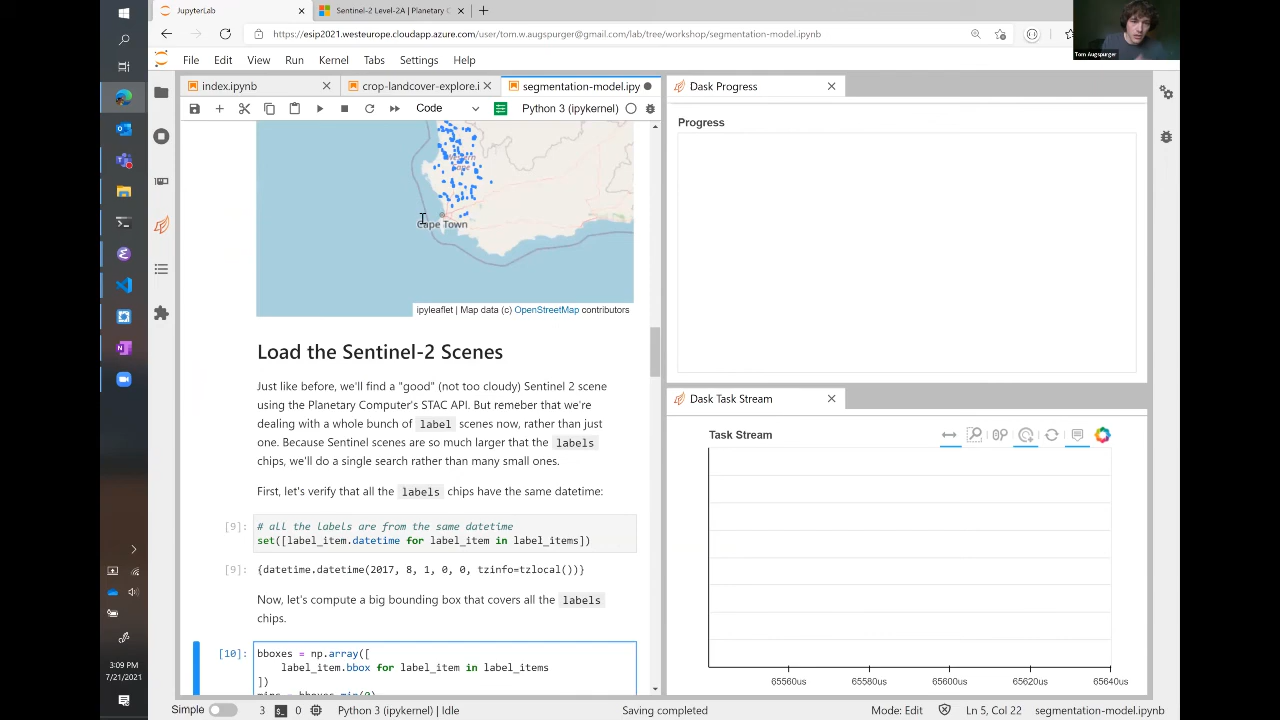 JupyterLab
Sentinel-2 Level-2A | Planetary C
https://esip2021.westeurope.cloudapp.azure.com/user/tom.w.augspurger@gmail.com/lab/tree/workshop/segmentation-model.ipynb
Tom Augspurger
File Edit View Run Kernel Tabs Settings Help
index.ipynb
crop-landcover-explore.i
segmentation-model.ipy
Code
Python 3 (ipykernel)
Cape Town
ipyleaflet | Map data (c) OpenStreetMap contributors
Load the Sentinel-2 Scenes
Just like before, we'll find a "good" (not too cloudy) Sentinel 2 scene
using the Planetary Computer's STAC API. But remeber that we're
dealing with a whole bunch of label scenes now, rather than just
one. Because Sentinel scenes are so much larger that the labels
chips, we'll do a single search rather than many small ones.
First, let's verify that all the labels chips have the same datetime:
[9]: # all the labels are from the same datetime
set([label_item.datetime for label_item in label_items])
[9]: {datetime.datetime(2017, 8, 1, 0, 0, tzinfo=tzlocal())}
Now, let's compute a big bounding box that covers all the labels
chips.
[10]: bboxes = np.array([
label_item.bbox for label_item in label_items
])
Dask Progress
Progress
Dask Task Stream
Task Stream
65560us 65580us 65600us 65620us 65640us
3:09 PM
7/21/2021
Simple 3 0 Python 3 (ipykernel) | Idle Saving completed Mode: Edit Ln 5, Col 22 segmentation-model.ipynb